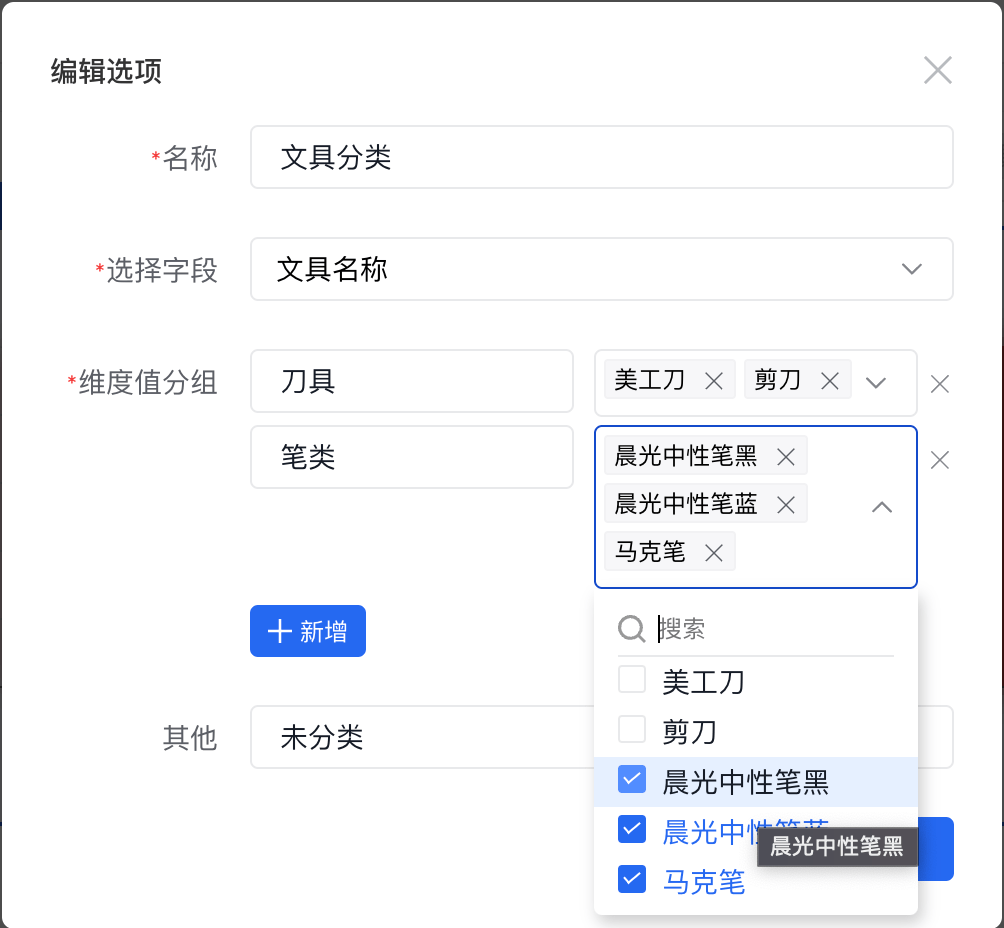 编辑选项
*名称
文具分类
*选择字段
文具名称
*维度值分组
刀具
美工刀
剪刀
笔类
晨光中性笔黑
晨光中性笔蓝
马克笔
新增
搜索
美工刀
剪刀
晨光中性笔黑
晨光中性笔蓝
晨光中性笔黑
马克笔
其他
未分类